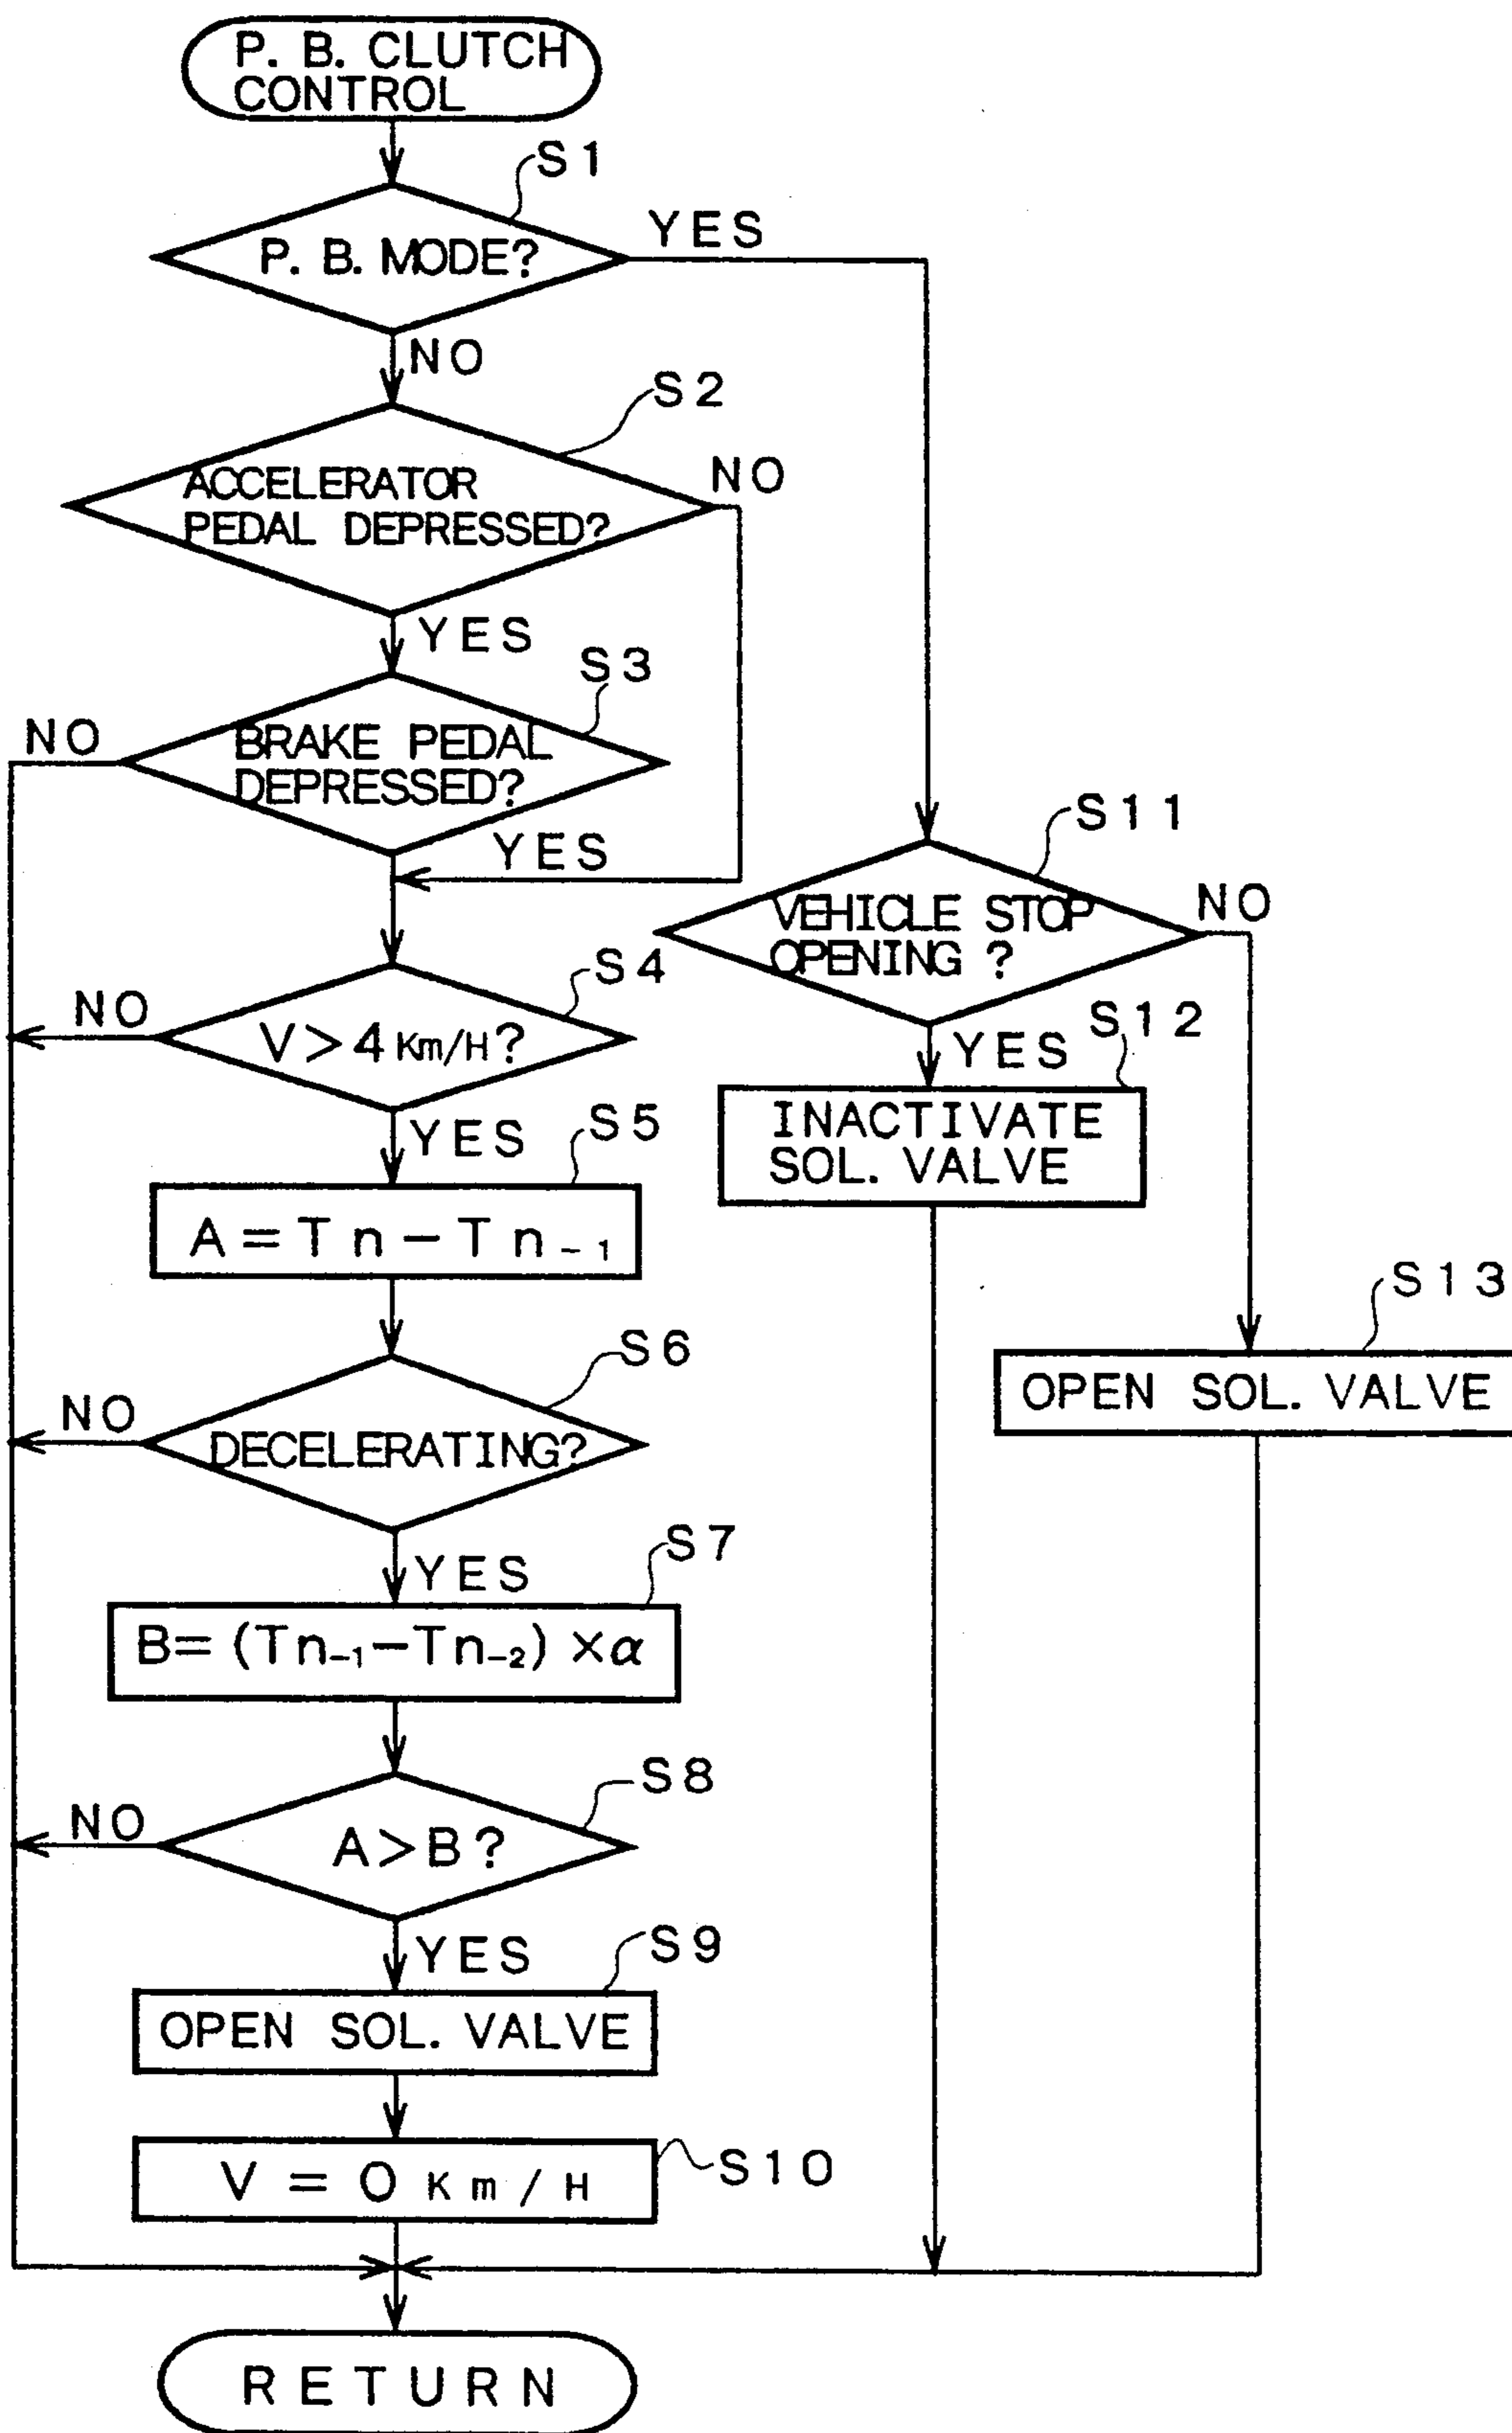 P. B. CLUTCH
CONTROL
S1
P. B. MODE?
YES
NO
S2
ACCELERATOR
PEDAL DEPRESSED?
NO
YES
S3
BRAKE PEDAL
DEPRESSED?
NO
YES
S4
V > 4 Km/H ?
NO
YES
S5
A = Tn - Tn-1
S6
DECELERATING?
NO
YES
S7
B= (Tn-1-Tn-2) ×α
S8
A > B ?
NO
YES
S9
OPEN SOL. VALVE
S10
V = 0 Km/H
S11
VEHICLE STOP
OPENING ?
NO
YES
S12
INACTIVATE
SOL. VALVE
S13
OPEN SOL. VALVE
RETURN